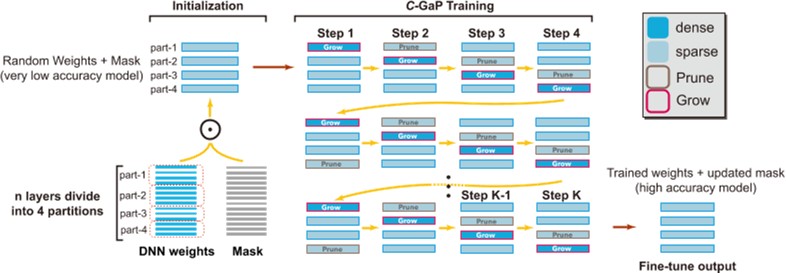 Initialization
C-GaP Training
Random Weights + Mask
(very low accuracy model)
part-1
part-2
part-3
part-4
Step 1
Step 2
Step 3
Step 4
Grow
Prune
Grow
Prune
Grow
Prune
Grow
dense
sparse
Prune
Grow
Grow
Prune
Prune
Grow
Prune
Grow
Prune
Grow
n layers divide
into 4 partitions
part-1
part-2
part-3
part-4
DNN weights
Mask
Step K-1
Step K
Grow
Prune
Prune
Grow
Prune
Grow
Prune
Grow
Trained weights + updated mask
(high accuracy model)
Fine-tune output